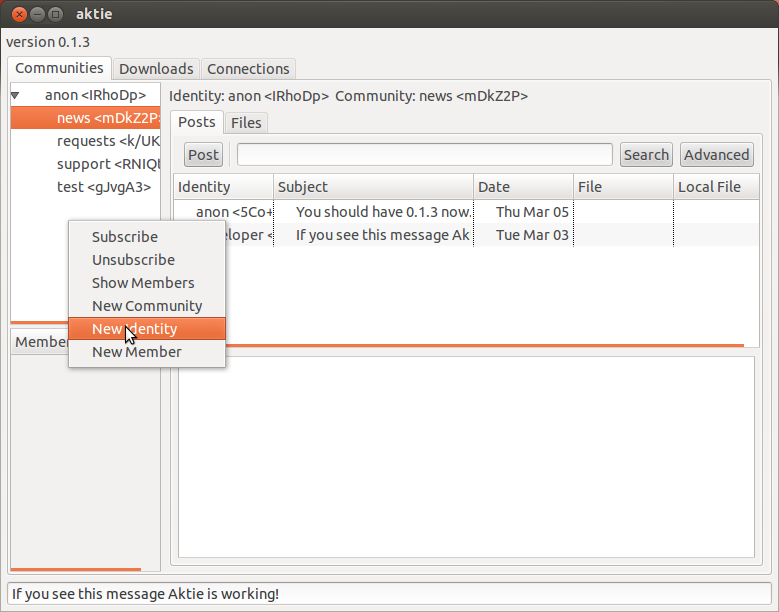 aktie
version 0.1.3
Communities Downloads Connections
anon <IRhoDp>
news <mDkZ2P>
requests <k/UK
support <RNIQt
test <gJvgA3>
Identity: anon <IRhoDp> Community: news <mDkZ2P>
Posts Files
Post Search Advanced
Identity Subject Date File Local File
anon <5Co+ You should have 0.1.3 now. Thu Mar 05
eloper < If you see this message Ak Tue Mar 03
Subscribe
Unsubscribe
Show Members
New Community
New Identity
New Member
Member
If you see this message Aktie is working!